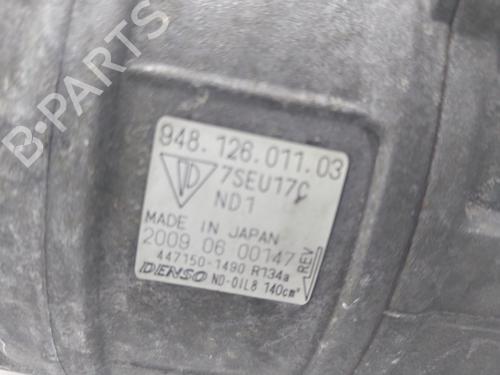 B-PARTS
948.126.011.03
7SEU17C
ND1
MADE IN JAPAN
2009 06 00147
447150-1490 R134a
DENSO ND-OIL8 140cm³
REV